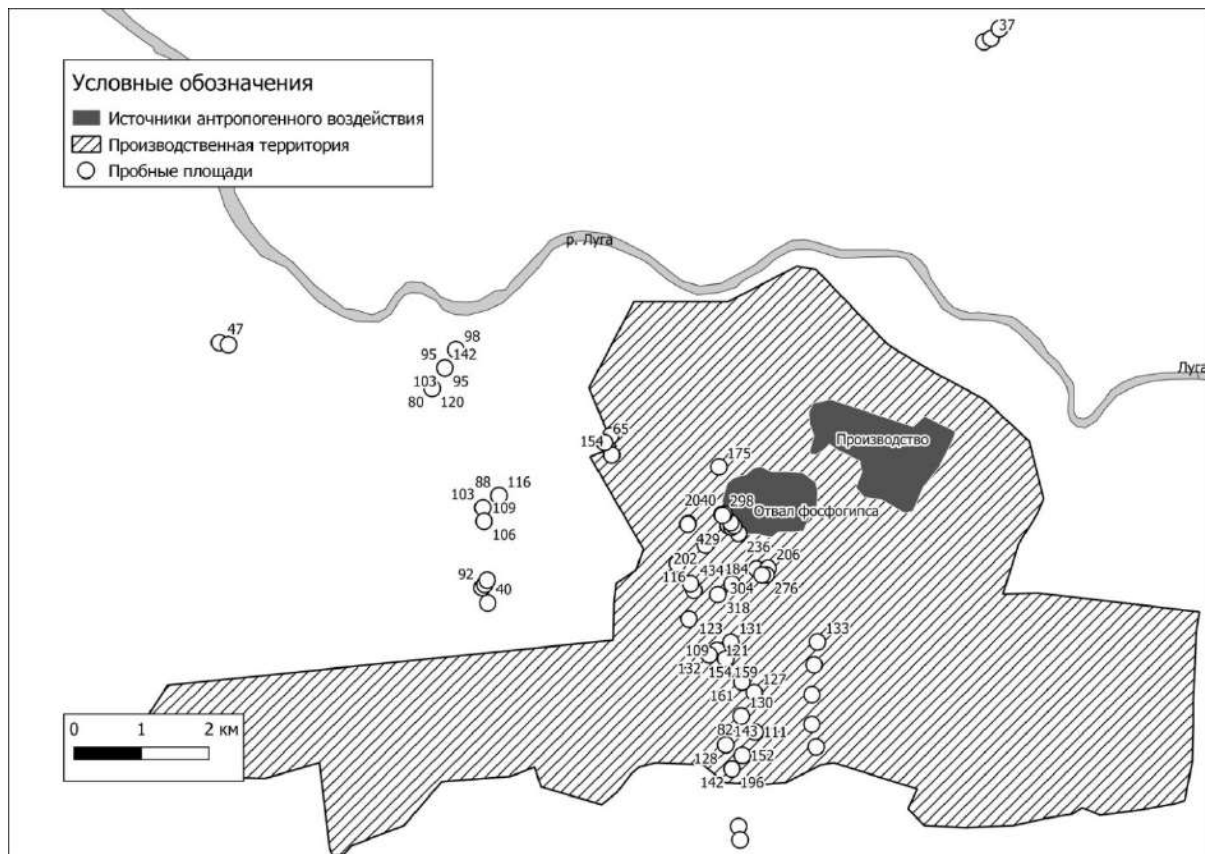 37
Условные обозначения
Источники антропогенного воздействия
Производственная территория
Пробные площади
р. Луга
47
98
95 142
103 95
80 120
Луга
65
154
Производство
175
88 116
103
109
106
2040 298
Отвал фосфогипса
429
236
206
202
92
40
116 434 184
304 276
318
123 131
133
109 121
132
154 159
127
161
130
82 143 111
128 152
142 196
0 1 2 км